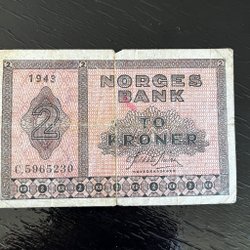 1943
NORGES
BANK
2
TO
KRONER
C.5965230